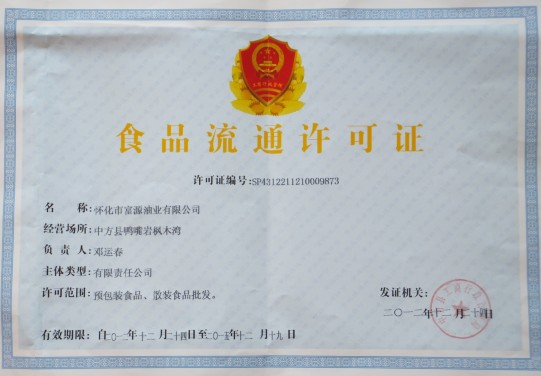 食品流通许可证
许可证编号:SP4312211210009873
名 称:怀化市富源油业有限公司
经营场所:中方县鸭嘴岩枫木湾
负 责 人:邓运春
主体类型:有限责任公司
许可范围:预包装食品、散装食品批发。
发证机关:
二〇一二年十二月二十四日
有效期限:自二〇一二年十二月二十四日至二〇一五年十二月十九日